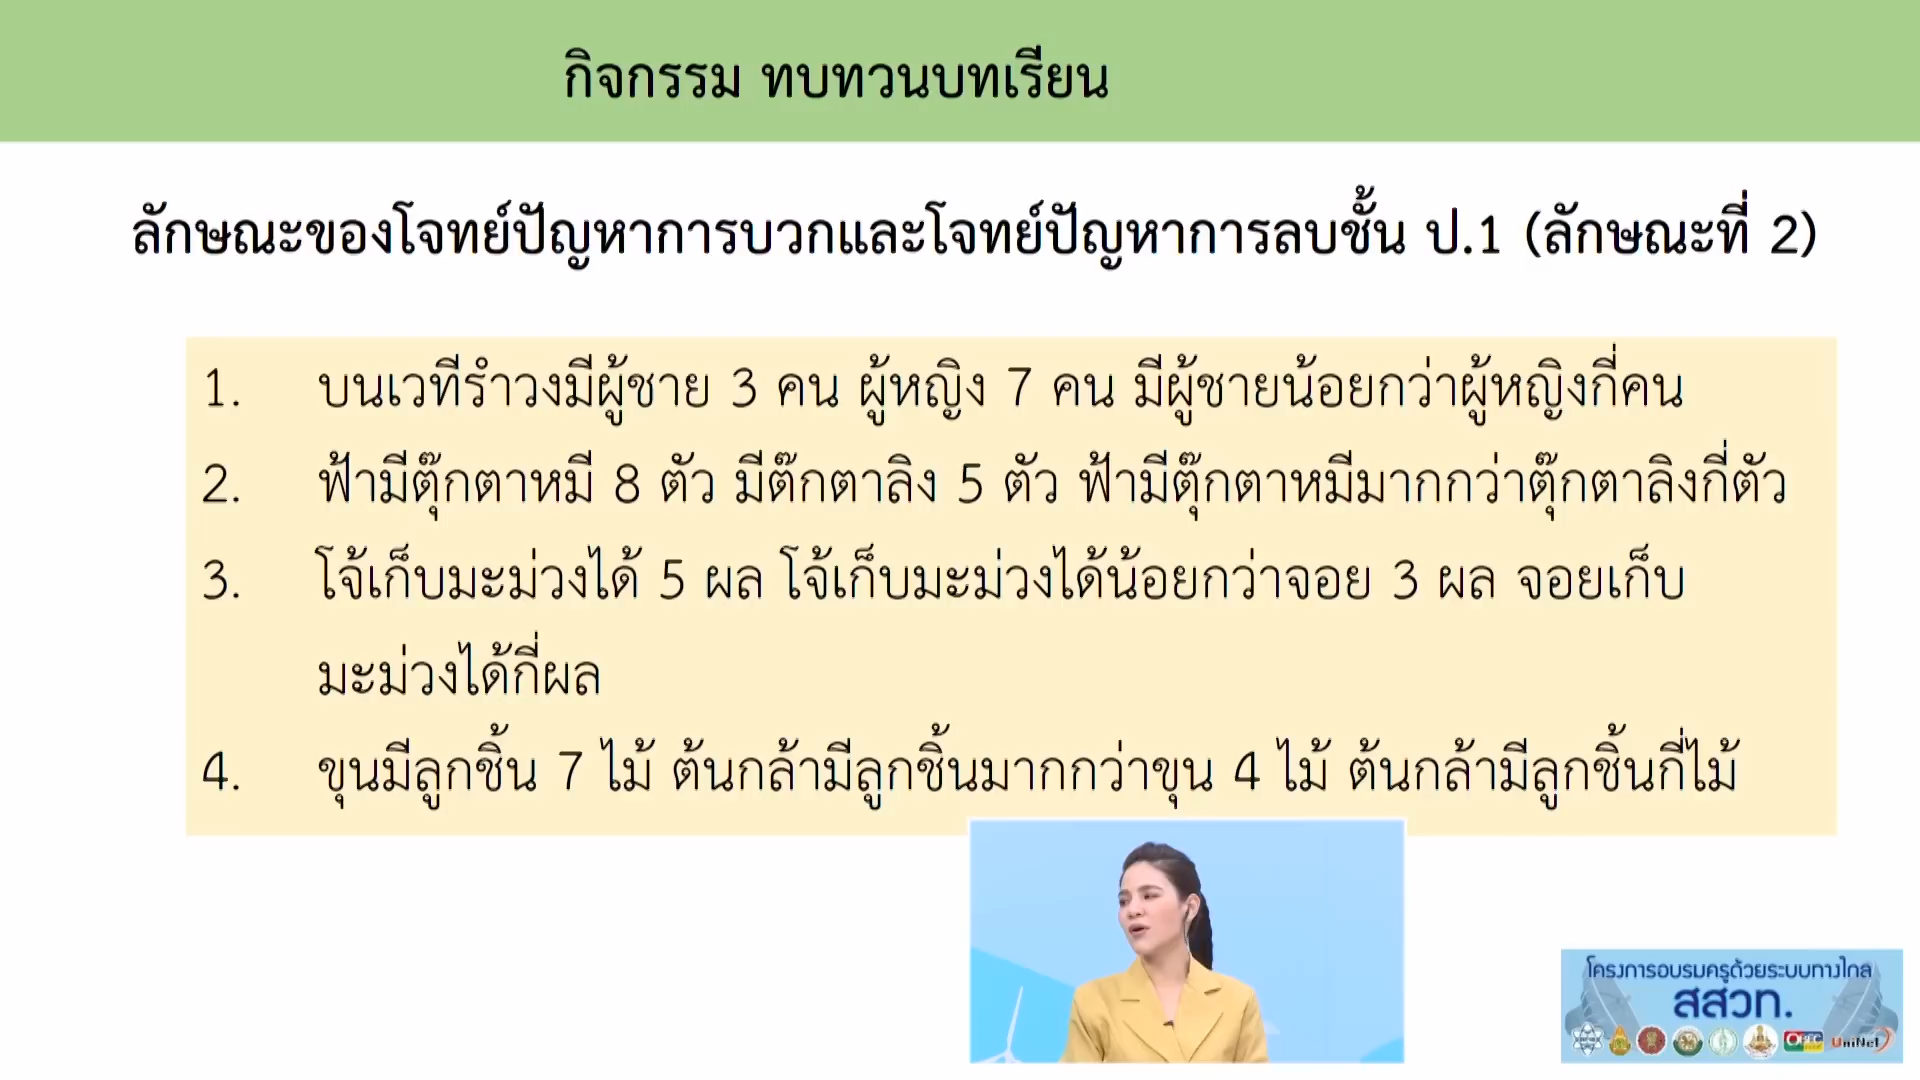 กิจกรรม ทบทวนบทเรียน
ลักษณะของโจทย์ปัญหาการบวกและโจทย์ปัญหาการลบชั้น ป.1 (ลักษณะที่ 2)
1. บนเวทีรำวงมีผู้ชาย 3 คน ผู้หญิง 7 คน มีผู้ชายน้อยกว่าผู้หญิงกี่คน
2. ฟ้ามีตุ๊กตาหมี 8 ตัว มีต๊กตาลิง 5 ตัว ฟ้ามีตุ๊กตาหมีมากกว่าตุ๊กตาลิงกี่ตัว
3. โจ้เก็บมะม่วงได้ 5 ผล โจ้เก็บมะม่วงได้น้อยกว่าจอย 3 ผล จอยเก็บ
มะม่วงได้กี่ผล
4. ขุนมีลูกชิ้น 7 ไม้ ต้นกล้ามีลูกชิ้นมากกว่าขุน 4 ไม้ ต้นกล้ามีลูกชิ้นกี่ไม้
โครงการอบรมครูด้วยระบบทางไกล
สสวท.
UniNet